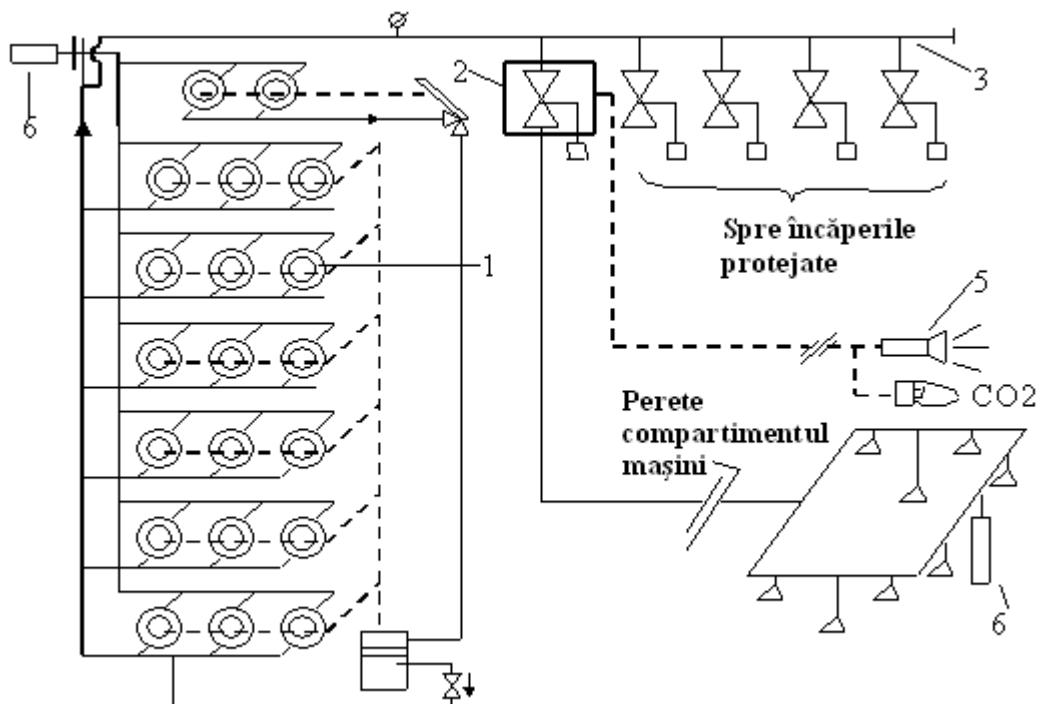 6
2
3
1
Spre încăperile
protejate
5
CO2
Perete
compartimentul
mașini
6